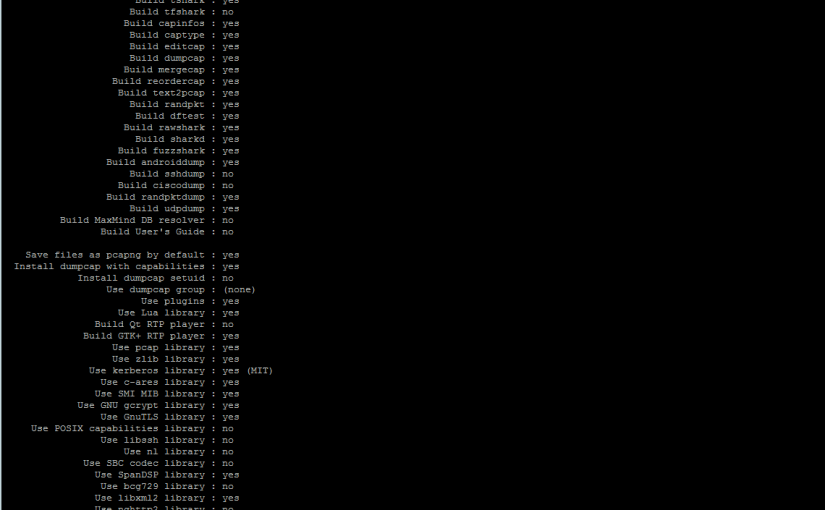 Build tshark : yes
Build tfshark : no
Build capinfos : yes
Build captype : yes
Build editcap : yes
Build dumpcap : yes
Build mergecap : yes
Build reordercap : yes
Build text2pcap : yes
Build randpkt : yes
Build dftest : yes
Build rawshark : yes
Build sharkd : yes
Build fuzzshark : yes
Build androiddump : yes
Build sshdump : no
Build ciscodump : no
Build randpktdump : yes
Build udpdump : yes
Build MaxMind DB resolver : no
Build User's Guide : no
Save files as pcapng by default : yes
Install dumpcap with capabilities : yes
Install dumpcap setuid : no
Use dumpcap group : (none)
Use plugins : yes
Use Lua library : yes
Build Qt RTP player : no
Build GTK+ RTP player : yes
Use pcap library : yes
Use zlib library : yes
Use kerberos library : yes (MIT)
Use c-ares library : yes
Use SMI MIB library : yes
Use GNU gcrypt library : yes
Use GnuTLS library : yes
Use POSIX capabilities library : no
Use libssh library : no
Use nl library : no
Use SBC codec library : no
Use SpanDSP library : yes
Use bcg729 library : no
Use libxml2 library : yes
Use nghttp2 library : no